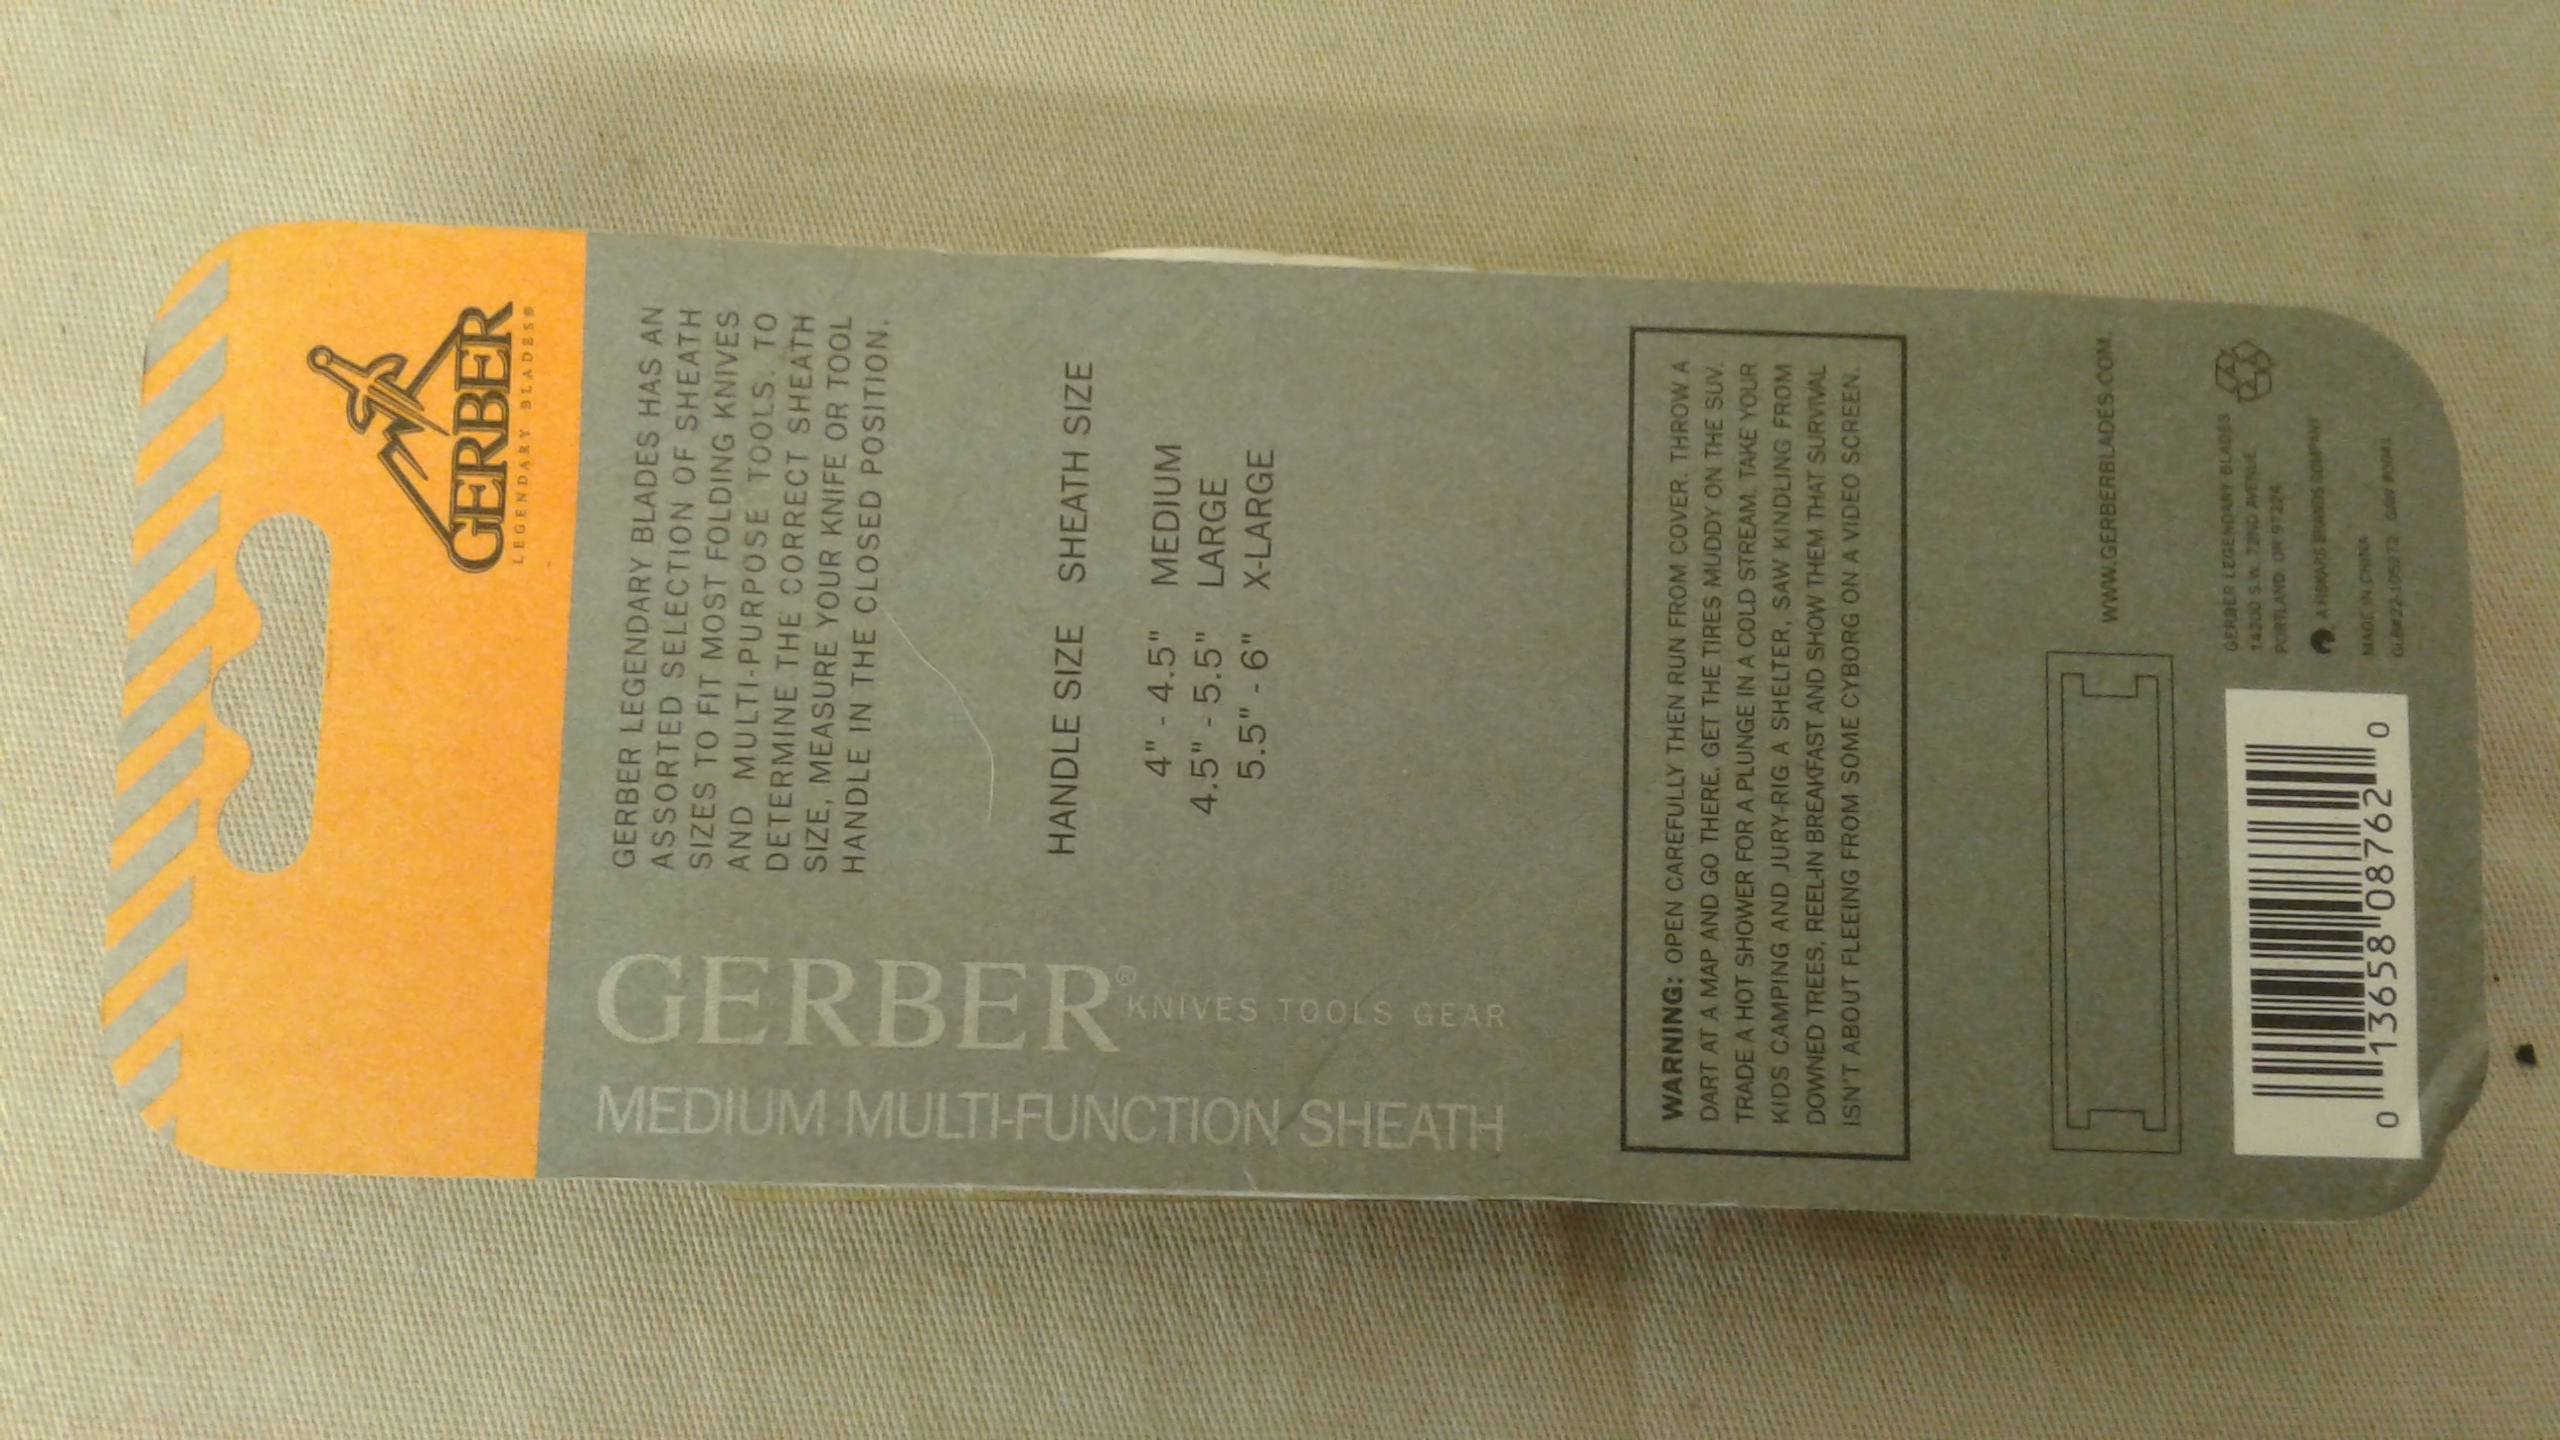 GERBER
LEGENDARY BLADES®
GERBER LEGENDARY BLADES HAS AN
ASSORTED SELECTION OF SHEATH
SIZES TO FIT MOST FOLDING KNIVES
AND MULTI-PURPOSE TOOLS. TO
DETERMINE THE CORRECT SHEATH
SIZE, MEASURE YOUR KNIFE OR TOOL
HANDLE IN THE CLOSED POSITION.
HANDLE SIZE SHEATH SIZE
4" - 4.5" MEDIUM
4.5" - 5.5" LARGE
5.5" - 6" X-LARGE
GERBER®
KNIVES TOOLS GEAR
MEDIUM MULTI-FUNCTION SHEATH
WARNING: OPEN CAREFULLY THEN RUN FROM COVER. THROW A
DART AT A MAP AND GO THERE. GET THE TIRES MUDDY ON THE SUV.
TRADE A HOT SHOWER FOR A PLUNGE IN A COLD STREAM. TAKE YOUR
KIDS CAMPING AND JURY-RIG A SHELTER, SAW KINDLING FROM
DOWNED TREES, REEL-IN BREAKFAST AND SHOW THEM THAT SURVIVAL
ISN'T ABOUT FLEEING FROM SOME CYBORG ON A VIDEO SCREEN.
WWW.GERBERBLADES.COM.
GERBER LEGENDARY BLADES
14200 S.W. 72ND AVENUE
PORTLAND, OR 97224
A FISKARS BRANDS COMPANY
MADE IN CHINA
0 13658 08762 0